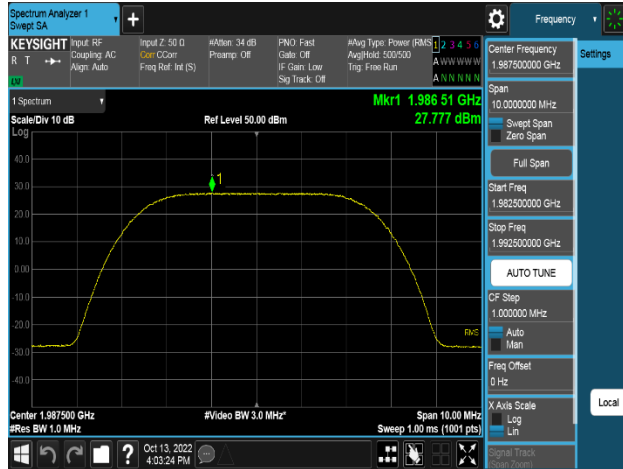 Spectrum Analyzer 1
Swept SA
Frequency
KEYSIGHT
R T
Input: RF
Coupling: AC
Align: Auto
Input Z: 50 Ω
Corr CCorr
Freq Ref: Int (S)
#Atten: 34 dB
Preamp: Off
PNO: Fast
Gate: Off
IF Gain: Low
Sig Track: Off
#Avg Type: Power (RMS
Avg|Hold: 500/500
Trig: Free Run
1 2 3 4 5 6
A W W W W W
A N N N N N
1 Spectrum
Scale/Div 10 dB
Ref Level 50.00 dBm
Mkr1 1.986 51 GHz
27.777 dBm
Log
40.0
30.0
20.0
10.0
0.00
-10.0
-20.0
-30.0
-40.0
1
RMS
Center 1.987500 GHz
#Res BW 1.0 MHz
#Video BW 3.0 MHz*
Span 10.00 MHz
Sweep 1.00 ms (1001 pts)
Oct 13, 2022
4:03:24 PM
?
Center Frequency
1.987500000 GHz
Span
10.0000000 MHz
Swept Span
Zero Span
Full Span
Start Freq
1.982500000 GHz
Stop Freq
1.992500000 GHz
AUTO TUNE
CF Step
1.000000 MHz
Auto
Man
Freq Offset
0 Hz
X Axis Scale
Log
Lin
Signal Track
(Span Zoom)
Settings
Local